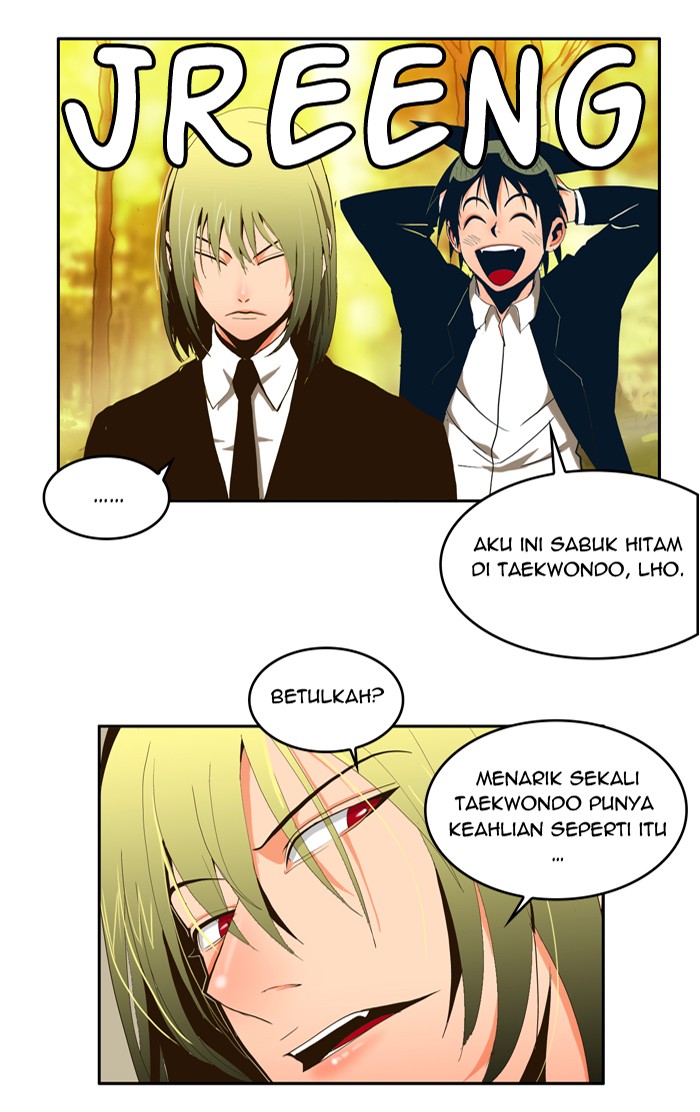 JREENG
......
AKU INI SABUK HITAM
DI TAEKWONDO, LHO.
BETULKAH?
MENARIK SEKALI
TAEKWONDO PUNYA
KEAHLIAN SEPERTI ITU
...